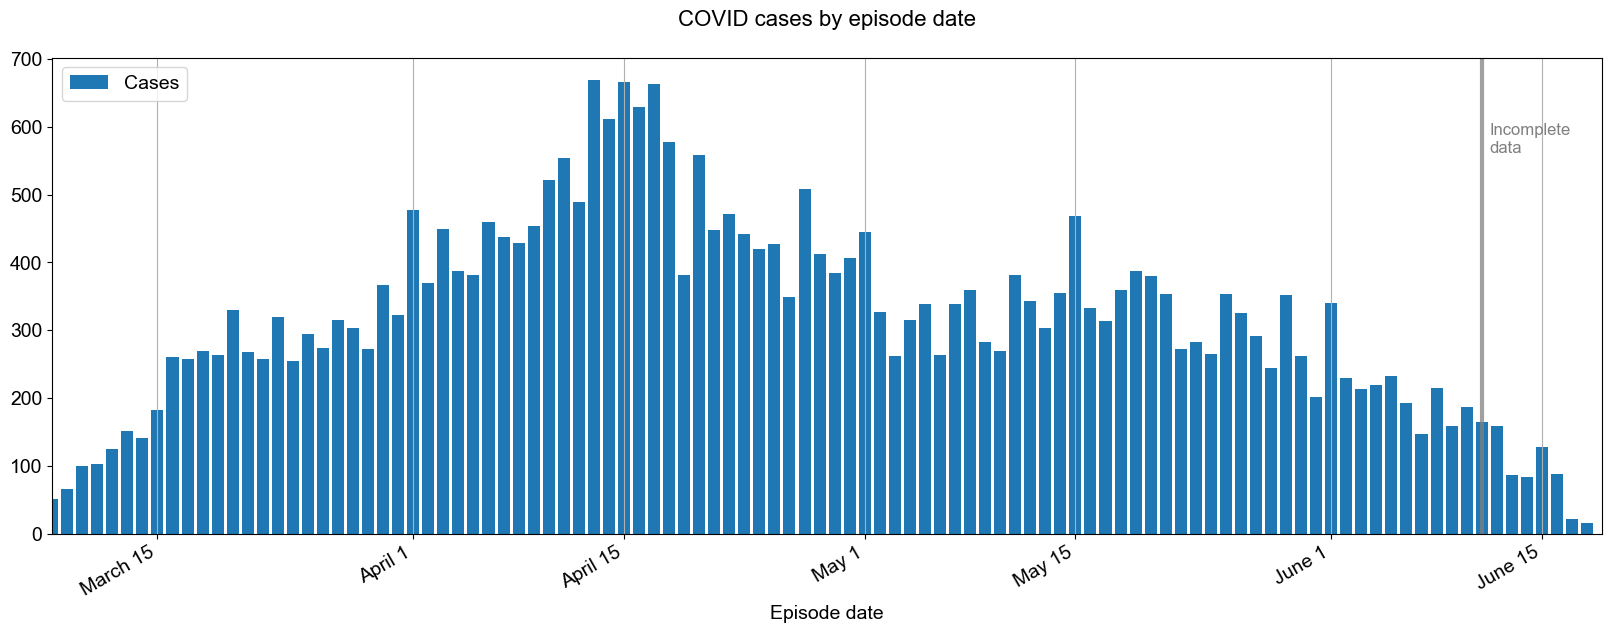 COVID cases by episode date
700
600
500
400
300
200
100
0
Cases
Incomplete
data
March 15
April 1
April 15
May 1
May 15
June 1
June 15
Episode date